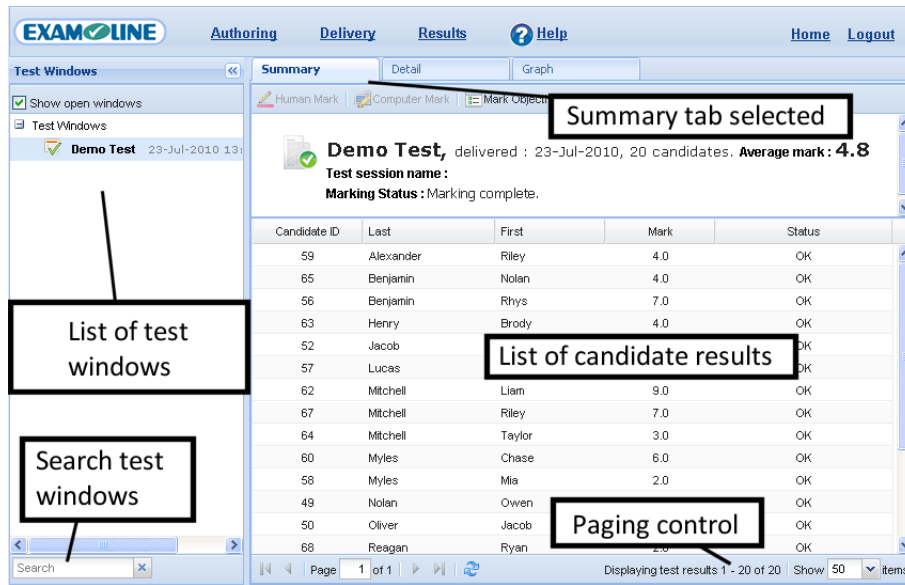 EXAMOLINE
Authoring Delivery Results Help Home Logout
Test Windows
Show open windows
Test Windows
Demo Test 23-Jul-2010 13:
List of test
windows
Search test
windows
Search
Summary Detail Graph
Human Mark Computer Mark Mark Objecti
Summary tab selected
Demo Test, delivered : 23-Jul-2010, 20 candidates. Average mark : 4.8
Test session name :
Marking Status : Marking complete.
Candidate ID Last First Mark Status
59 Alexander Riley 4.0 OK
65 Benjamin Nolan 4.0 OK
56 Benjamin Rhys 7.0 OK
63 Henry Brody 4.0 OK
52 Jacob OK
57 Lucas OK
List of candidate results
62 Mitchell Liam 9.0 OK
67 Mitchell Riley 7.0 OK
64 Mitchell Taylor 3.0 OK
60 Myles Chase 6.0 OK
58 Myles Mia 2.0 OK
49 Nolan Owen
50 Oliver Jacob OK
Paging control
68 Reagan Ryan OK
Page 1 of 1 Displaying test results 1 - 20 of 20 Show 50 items